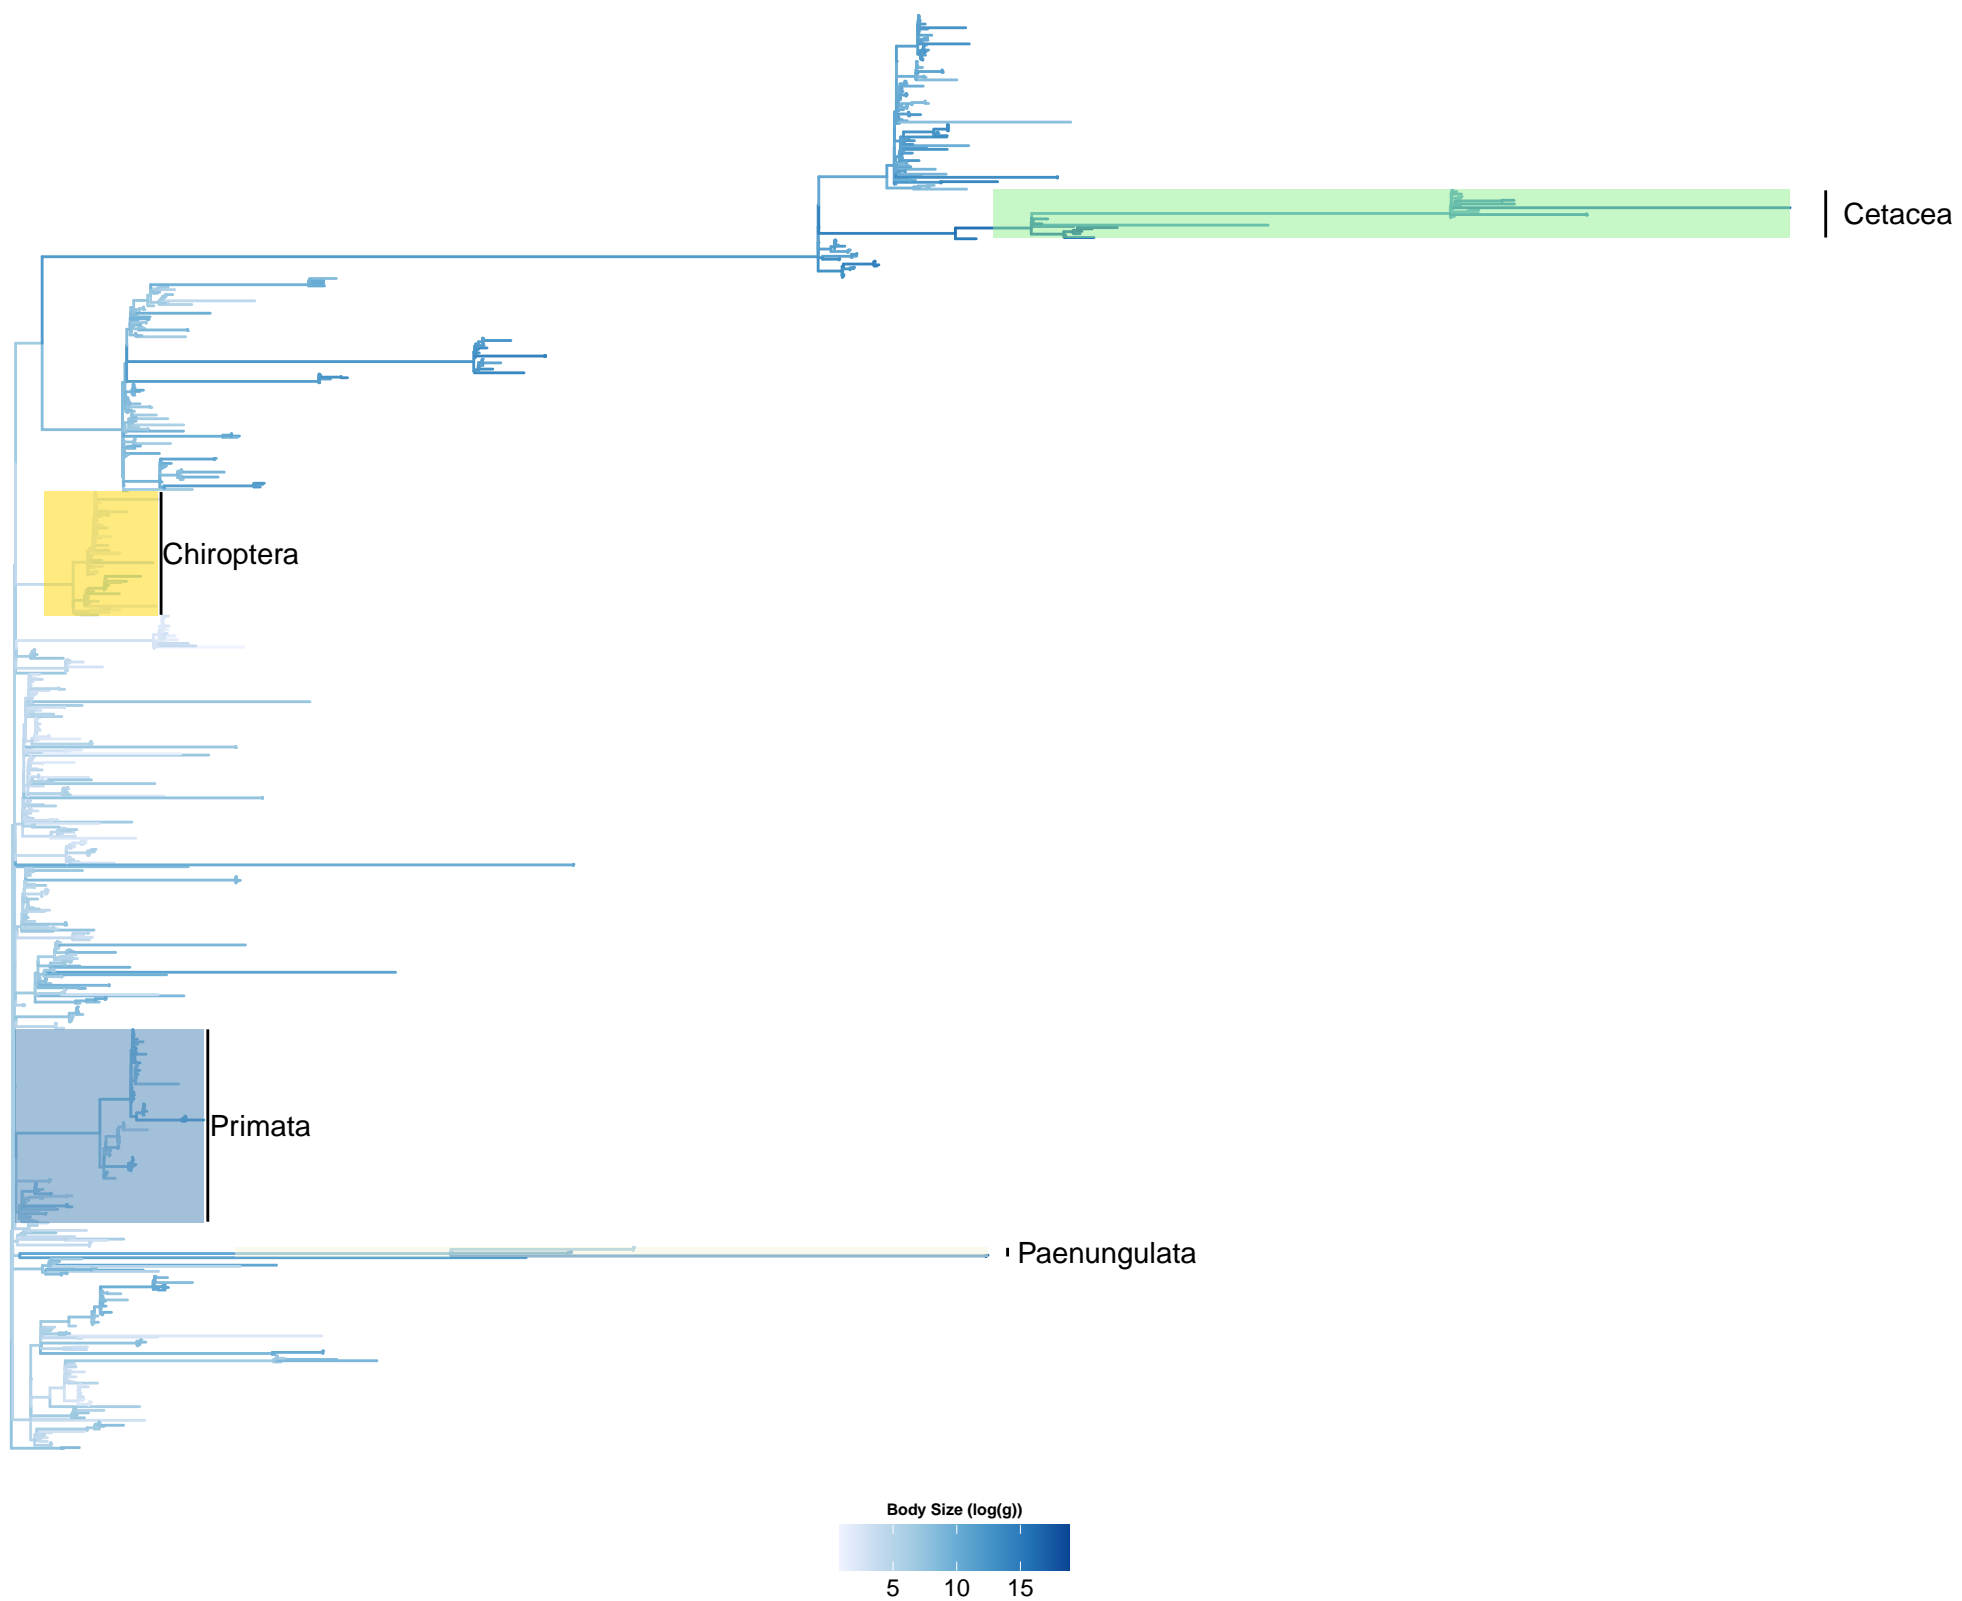 Cetacea
Chiroptera
Primata
Paenungulata
Body Size (log(g))
5 10 15